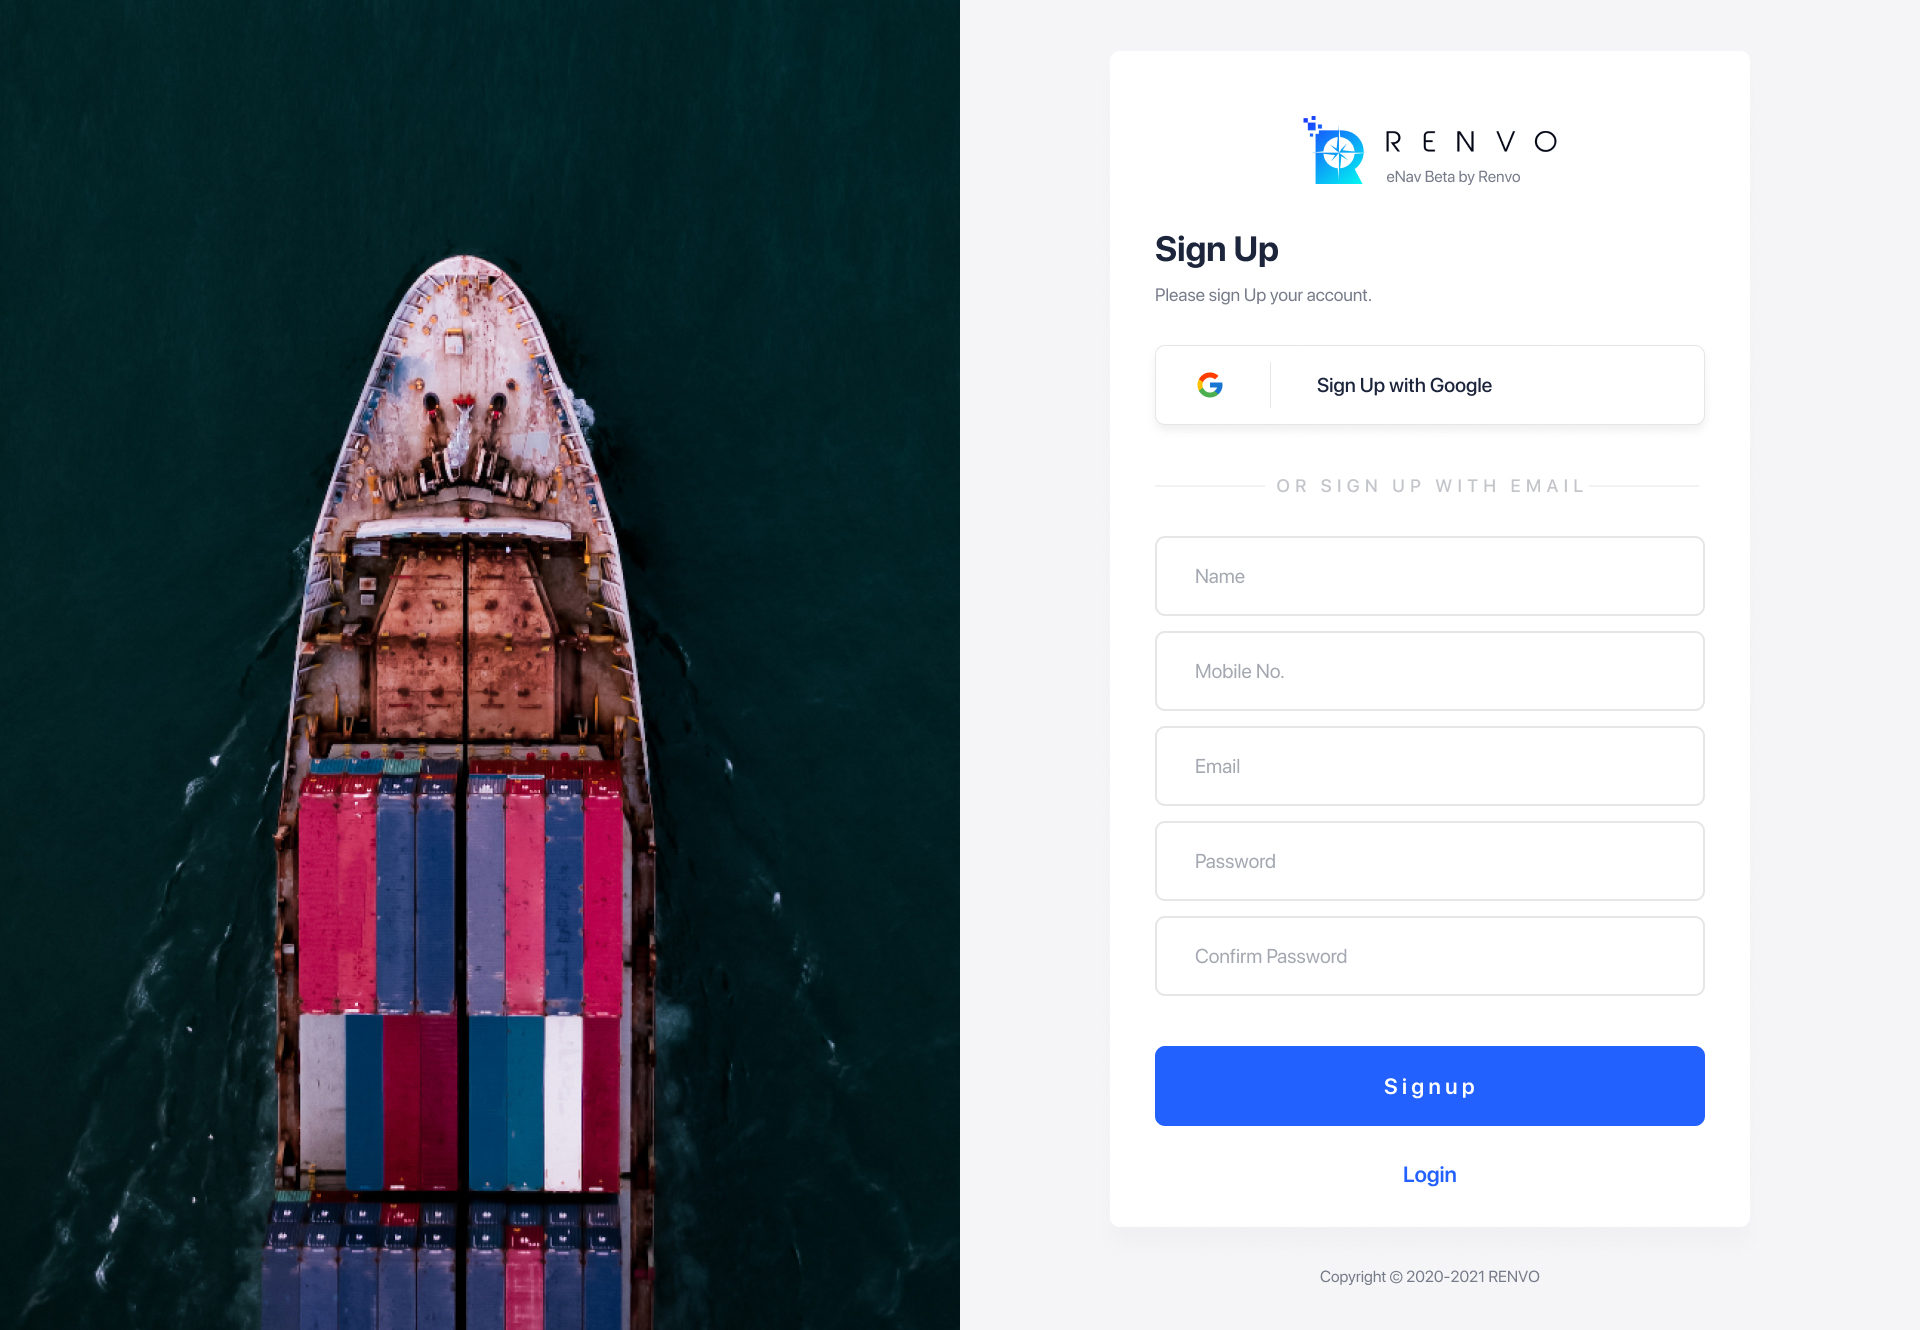 RENVO
eNav Beta by Renvo
Sign Up
Please sign Up your account.
Sign Up with Google
OR SIGN UP WITH EMAIL
Name
Mobile No.
Email
Password
Confirm Password
Signup
Login
Copyright © 2020-2021 RENVO